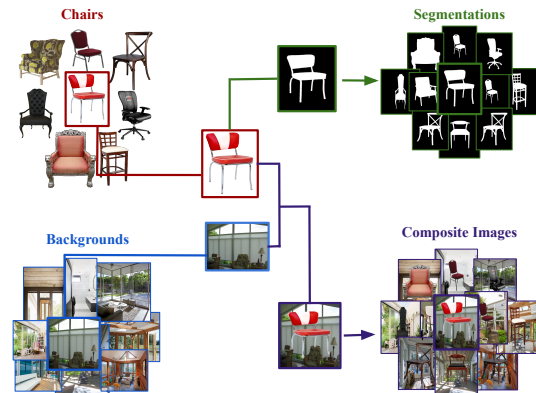 Chairs
Segmentations
Backgrounds
Composite Images